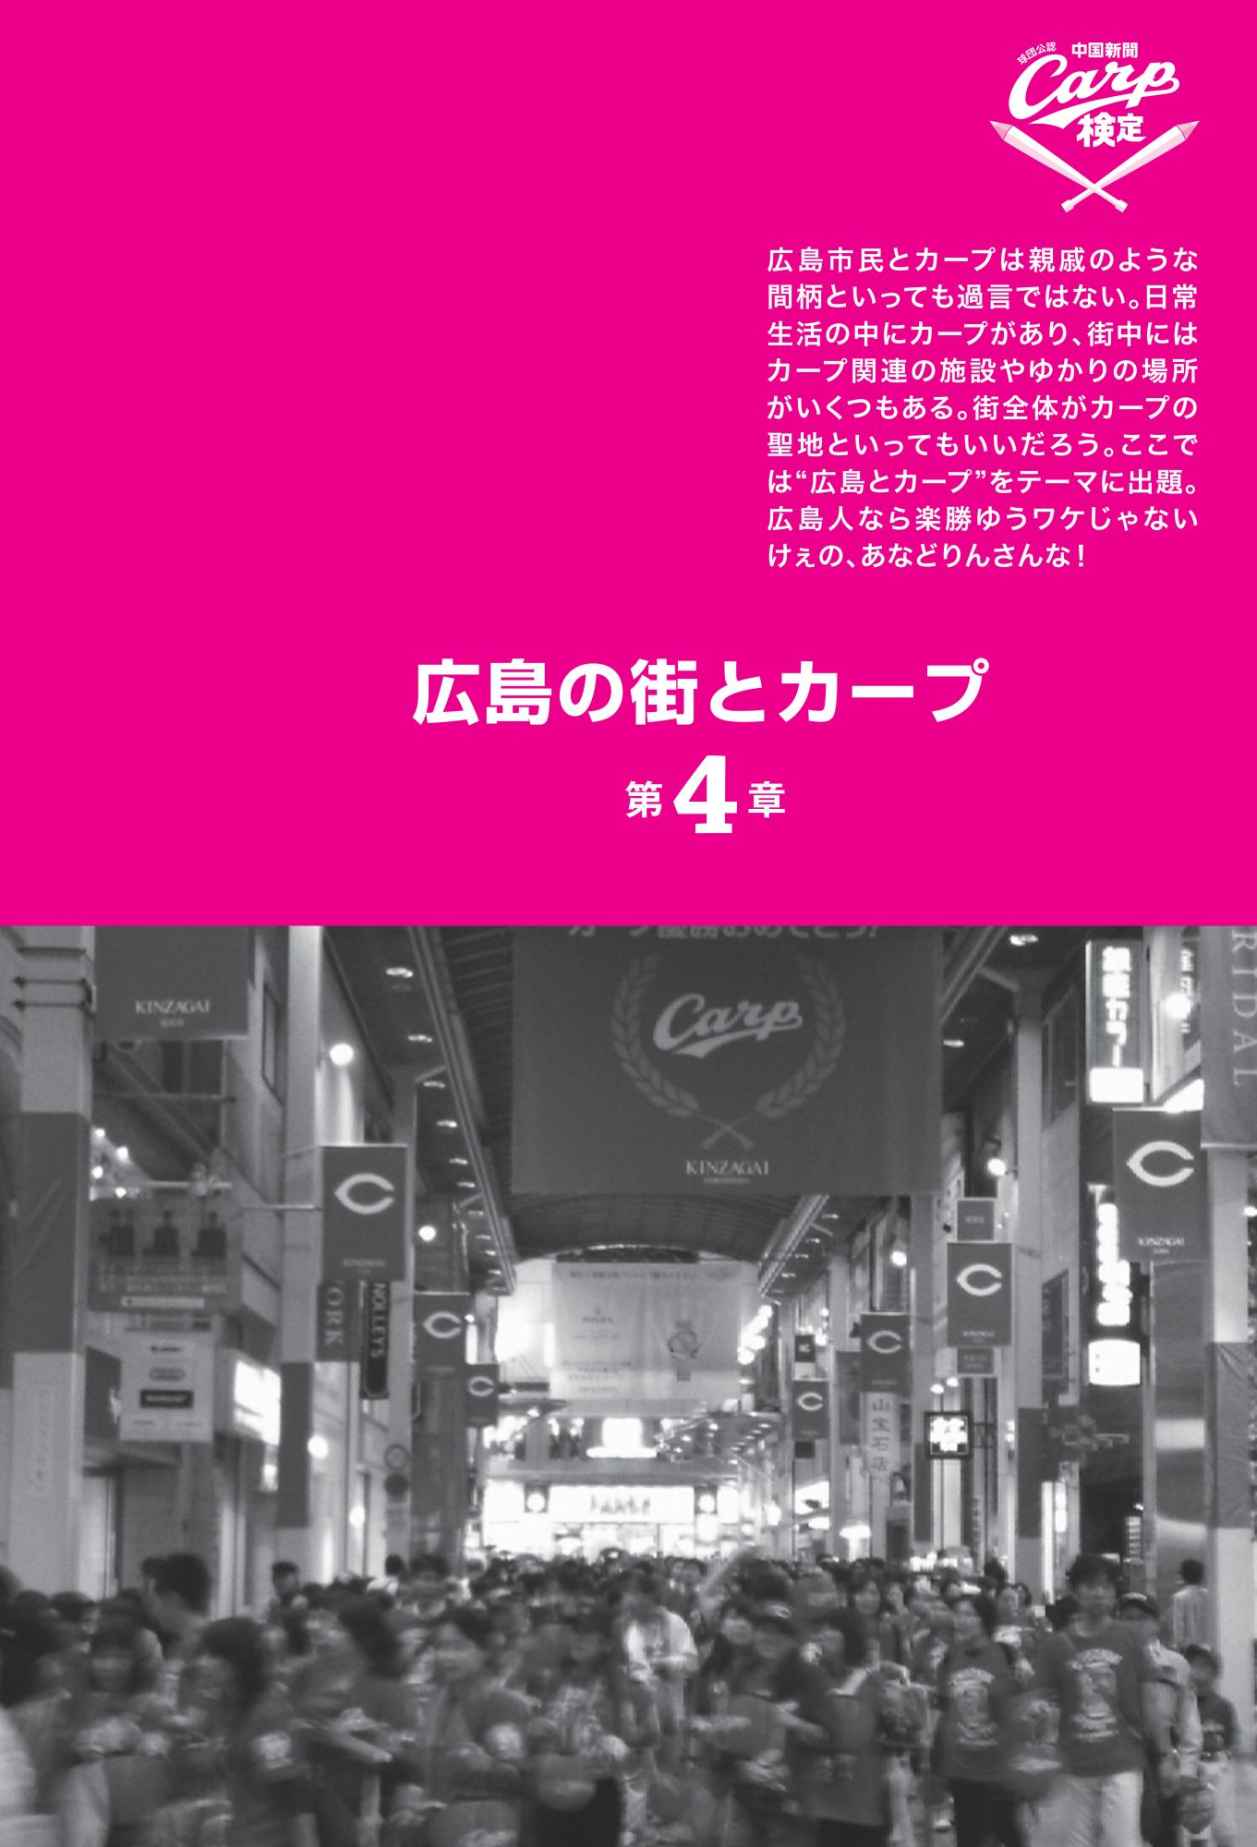 球団公認 中国新聞
Carp
検定
広島市民とカープは親戚のような
間柄といっても過言ではない。日常
生活の中にカープがあり、街中には
カープ関連の施設やゆかりの場所
がいくつもある。街全体がカープの
聖地といってもいいだろう。ここで
は“広島とカープ”をテーマに出題。
広島人なら楽勝ゆうワケじゃない
けぇの、あなどりんさんな！
広島の街とカープ
第4章
KINZAGAI
Carp
KINZAGAI
C
C
KINZAGAI
NOLLEY'S
ORK
C
C
C
C
C
山宝石店
RIDAL